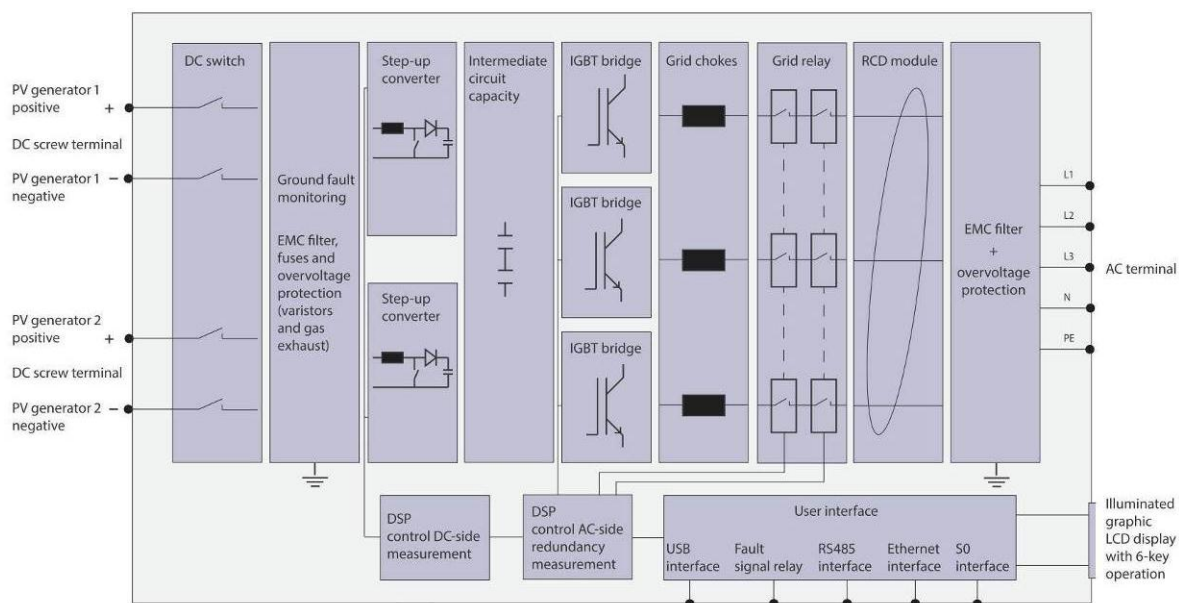 DC switch
Step-up
converter
Intermediate
circuit
capacity
IGBT bridge
Grid chokes
Grid relay
RCD module
PV generator 1
positive
+
DC screw terminal
PV generator 1
negative
−
Ground fault
monitoring
EMC filter,
fuses and
overvoltage
protection
(varistors
and gas
exhaust)
IGBT bridge
Step-up
converter
IGBT bridge
EMC filter
+
overvoltage
protection
L1
L2
L3
N
PE
AC terminal
PV generator 2
positive
+
DC screw terminal
PV generator 2
negative
−
DSP
control DC-side
measurement
DSP
control AC-side
redundancy
measurement
User interface
USB
interface
Fault
signal relay
RS485
interface
Ethernet
interface
S0
interface
Illuminated
graphic
LCD display
with 6-key
operation